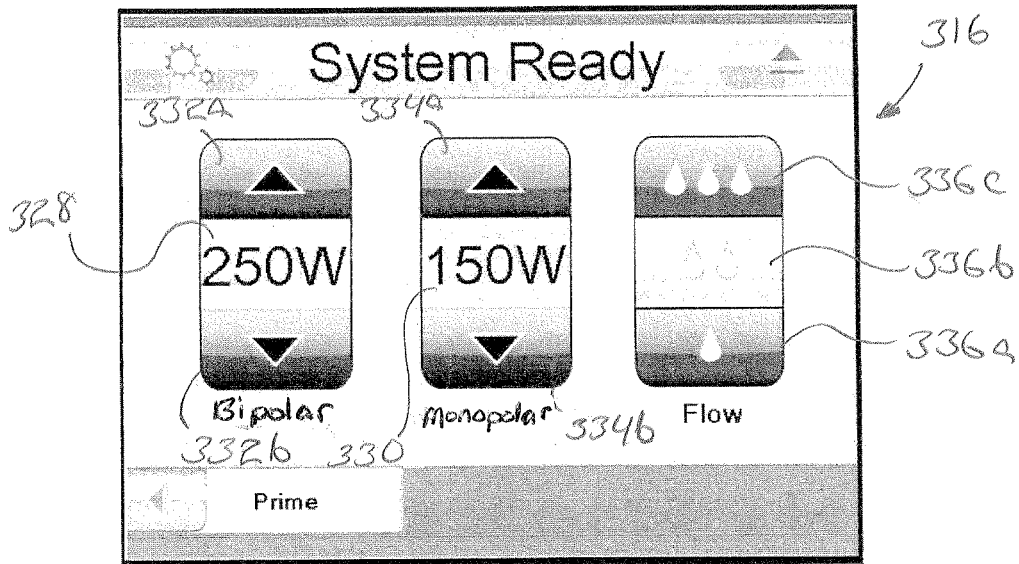 316
System Ready
332A
334A
336C
328
250W
150W
336b
336a
Bipolar
Monopolar
334b
Flow
332b
330
Prime